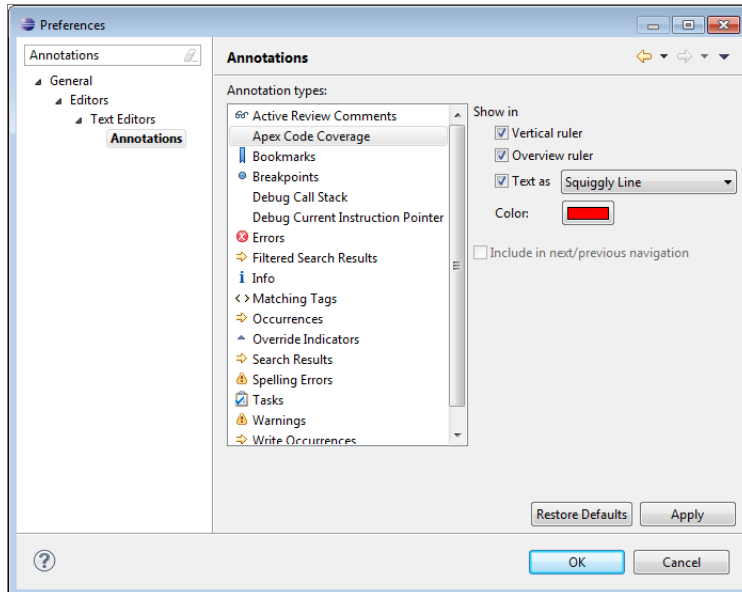 Preferences
Annotations
General
Editors
Text Editors
Annotations
Annotations
Annotation types:
Active Review Comments
Apex Code Coverage
Bookmarks
Breakpoints
Debug Call Stack
Debug Current Instruction Pointer
Errors
Filtered Search Results
Info
Matching Tags
Occurrences
Override Indicators
Search Results
Spelling Errors
Tasks
Warnings
Write Occurrences
Show in
Vertical ruler
Overview ruler
Text as Squiggly Line
Color:
Include in next/previous navigation
Restore Defaults Apply
OK Cancel